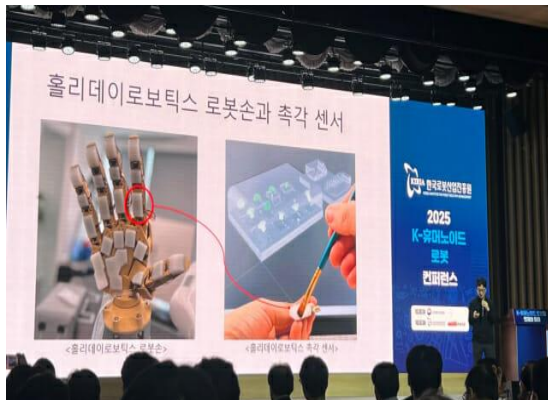 홀리데이로보틱스 로봇손과 촉각 센서
<홀리데이로보틱스 로봇손>
<홀리데이로보틱스 촉각 센서>
한국로봇산업진흥원
2025
K-휴머노이드
로봇
컨퍼런스